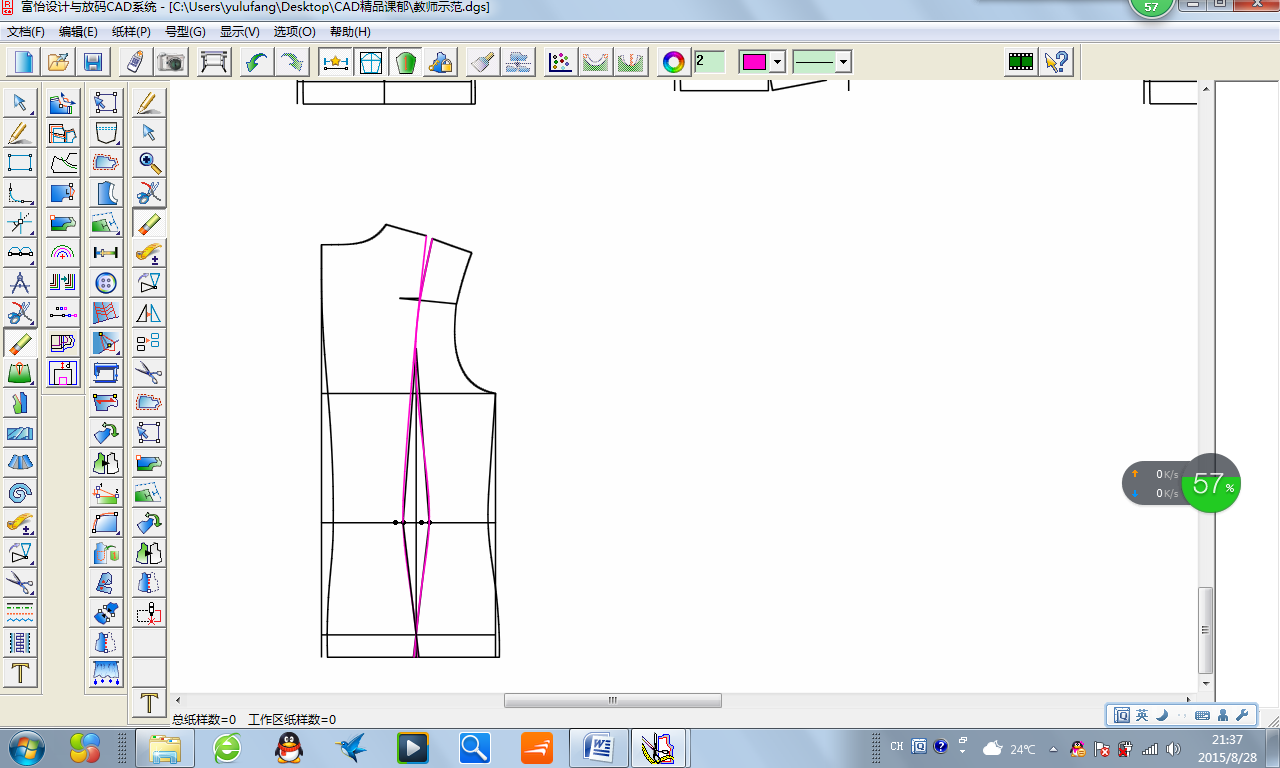 富怡设计与放码CAD系统 - [C:\Users\yulufang\Desktop\CAD精品课郁\教师示范.dgs]
57
文档(F) 编辑(E) 纸样(P) 号型(G) 显示(V) 选项(O) 帮助(H)
2
0K/s
57%
0K/s
总纸样数=0 工作区纸样数=0
英
CH
24℃
21:37
2015/8/28